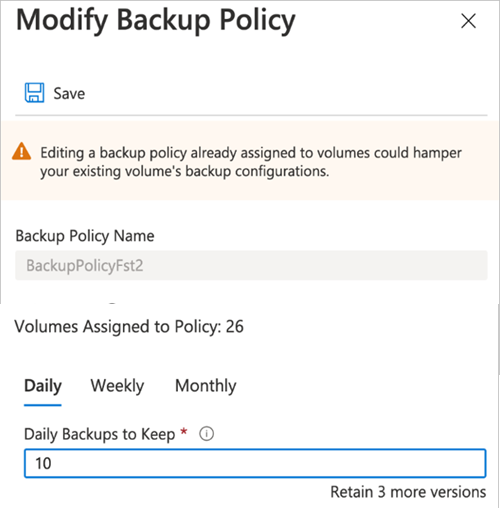 Modify Backup Policy
Save
Editing a backup policy already assigned to volumes could hamper
your existing volume's backup configurations.
Backup Policy Name
BackupPolicyFst2
Volumes Assigned to Policy: 26
Daily Weekly Monthly
Daily Backups to Keep *
10
Retain 3 more versions